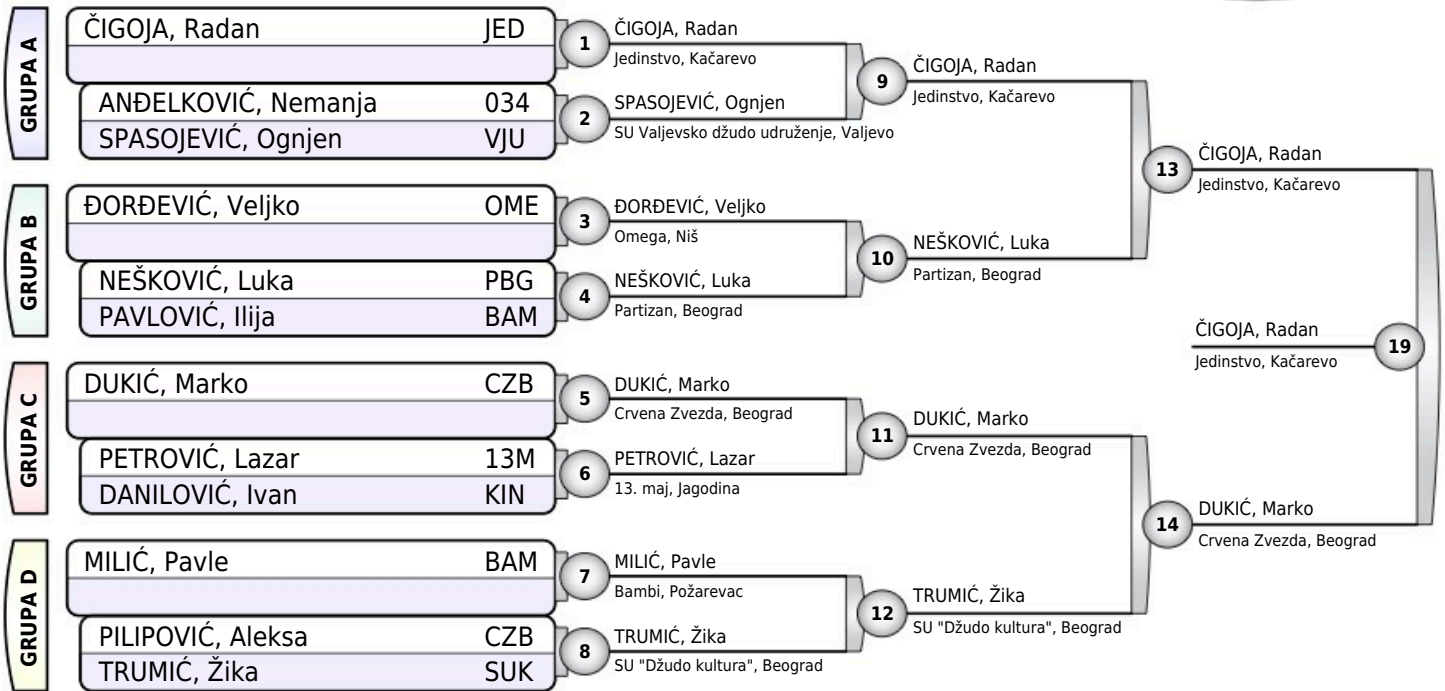 GRUPA A
ČIGOJA, Radan JED
ANĐELKOVIĆ, Nemanja 034
SPASOJEVIĆ, Ognjen VJU
GRUPA B
ĐORĐEVIĆ, Veljko OME
NEŠKOVIĆ, Luka PBG
PAVLOVIĆ, Ilija BAM
GRUPA C
DUKIĆ, Marko CZB
PETROVIĆ, Lazar 13M
DANILOVIĆ, Ivan KIN
GRUPA D
MILIĆ, Pavle BAM
PILIPOVIĆ, Aleksa CZB
TRUMIĆ, Žika SUK
1
ČIGOJA, Radan
Jedinstvo, Kačarevo
2
SPASOJEVIĆ, Ognjen
SU Valjevsko džudo udruženje, Valjevo
3
ĐORĐEVIĆ, Veljko
Omega, Niš
4
NEŠKOVIĆ, Luka
Partizan, Beograd
5
DUKIĆ, Marko
Crvena Zvezda, Beograd
6
PETROVIĆ, Lazar
13. maj, Jagodina
7
MILIĆ, Pavle
Bambi, Požarevac
8
TRUMIĆ, Žika
SU "Džudo kultura", Beograd
9
ČIGOJA, Radan
Jedinstvo, Kačarevo
10
NEŠKOVIĆ, Luka
Partizan, Beograd
11
DUKIĆ, Marko
Crvena Zvezda, Beograd
12
TRUMIĆ, Žika
SU "Džudo kultura", Beograd
13
ČIGOJA, Radan
Jedinstvo, Kačarevo
14
DUKIĆ, Marko
Crvena Zvezda, Beograd
ČIGOJA, Radan
Jedinstvo, Kačarevo
19